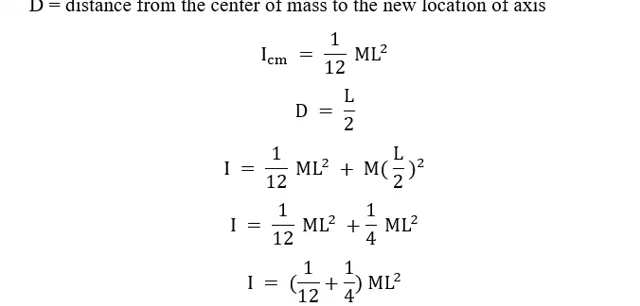 D = distance from the center of mass to the new location of axis
I_cm = 1/12 ML²
D = L/2
I = 1/12 ML² + M(L/2)²
I = 1/12 ML² + 1/4 ML²
I = (1/12 + 1/4) ML²